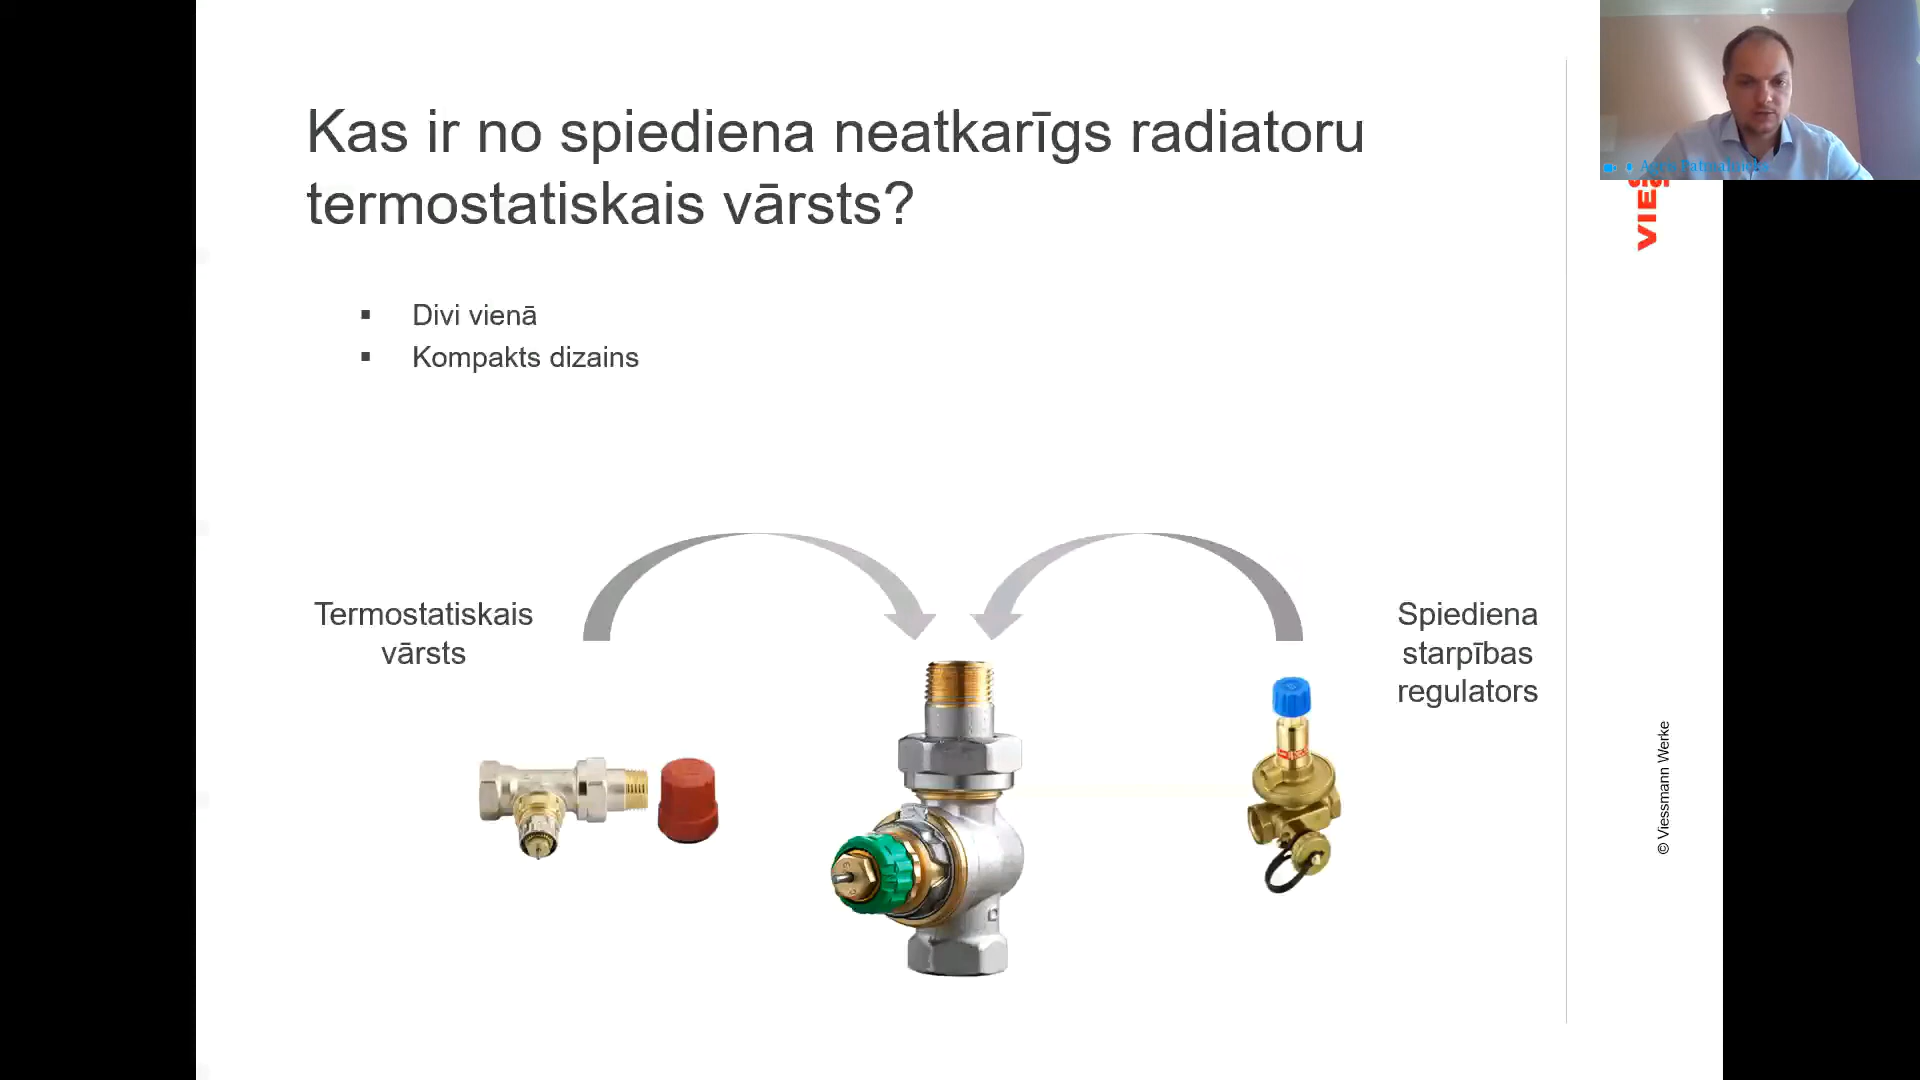 Kas ir no spiediena neatkarīgs radiatoru
termostatiskais vārsts?
▪ Divi vienā
▪ Kompakts dizains
Termostatiskais
vārsts
Spiediena
starpības
regulators
VIES
© Viessmann Werke